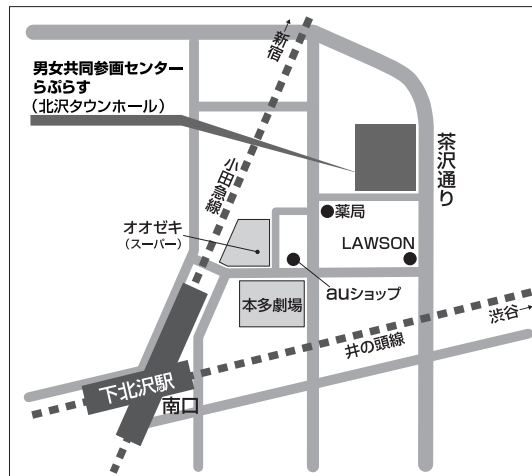 ←新宿
男女共同参画センター
らぷらす
(北沢タウンホール)
茶沢通り
小田急線
薬局
オオゼキ
(スーパー)
LAWSON
auショップ
本多劇場
渋谷→
井の頭線
下北沢駅
南口